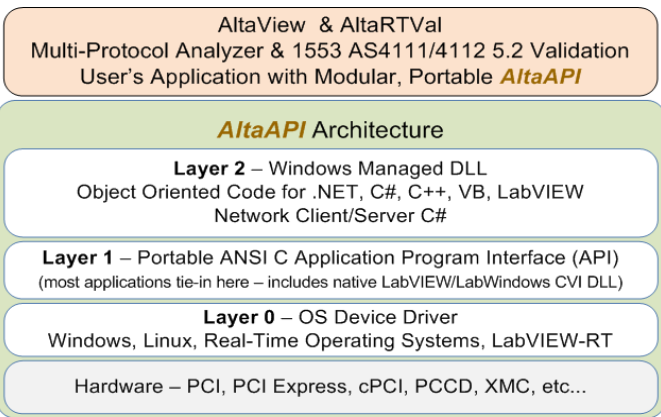 AltaView & AltaRTVal
Multi-Protocol Analyzer & 1553 AS4111/4112 5.2 Validation
User's Application with Modular, Portable AltaAPI
AltaAPI Architecture
Layer 2 – Windows Managed DLL
Object Oriented Code for .NET, C#, C++, VB, LabVIEW
Network Client/Server C#
Layer 1 – Portable ANSI C Application Program Interface (API)
(most applications tie-in here – includes native LabVIEW/LabWindows CVI DLL)
Layer 0 – OS Device Driver
Windows, Linux, Real-Time Operating Systems, LabVIEW-RT
Hardware – PCI, PCI Express, cPCI, PCCD, XMC, etc...